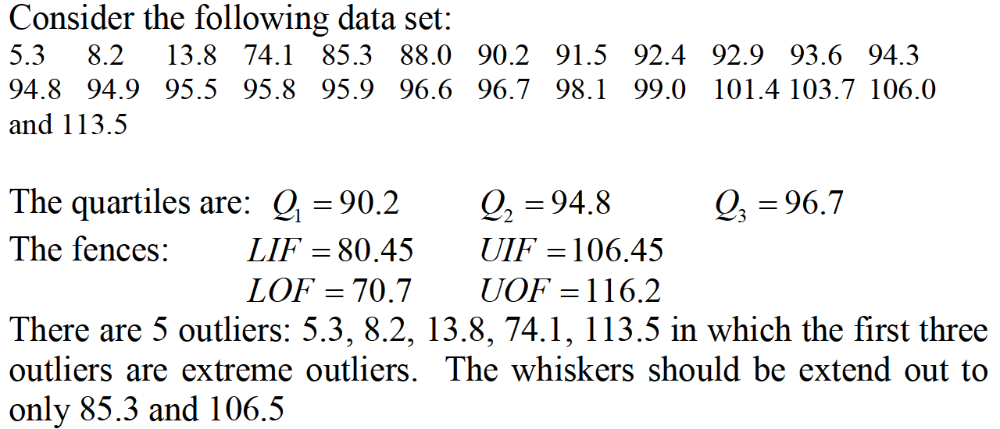 Consider the following data set:
5.3 8.2 13.8 74.1 85.3 88.0 90.2 91.5 92.4 92.9 93.6 94.3
94.8 94.9 95.5 95.8 95.9 96.6 96.7 98.1 99.0 101.4 103.7 106.0
and 113.5
The quartiles are: Q₁ = 90.2 Q₂ = 94.8 Q₃ = 96.7
The fences: LIF = 80.45 UIF = 106.45
LOF = 70.7 UOF = 116.2
There are 5 outliers: 5.3, 8.2, 13.8, 74.1, 113.5 in which the first three
outliers are extreme outliers. The whiskers should be extend out to
only 85.3 and 106.5